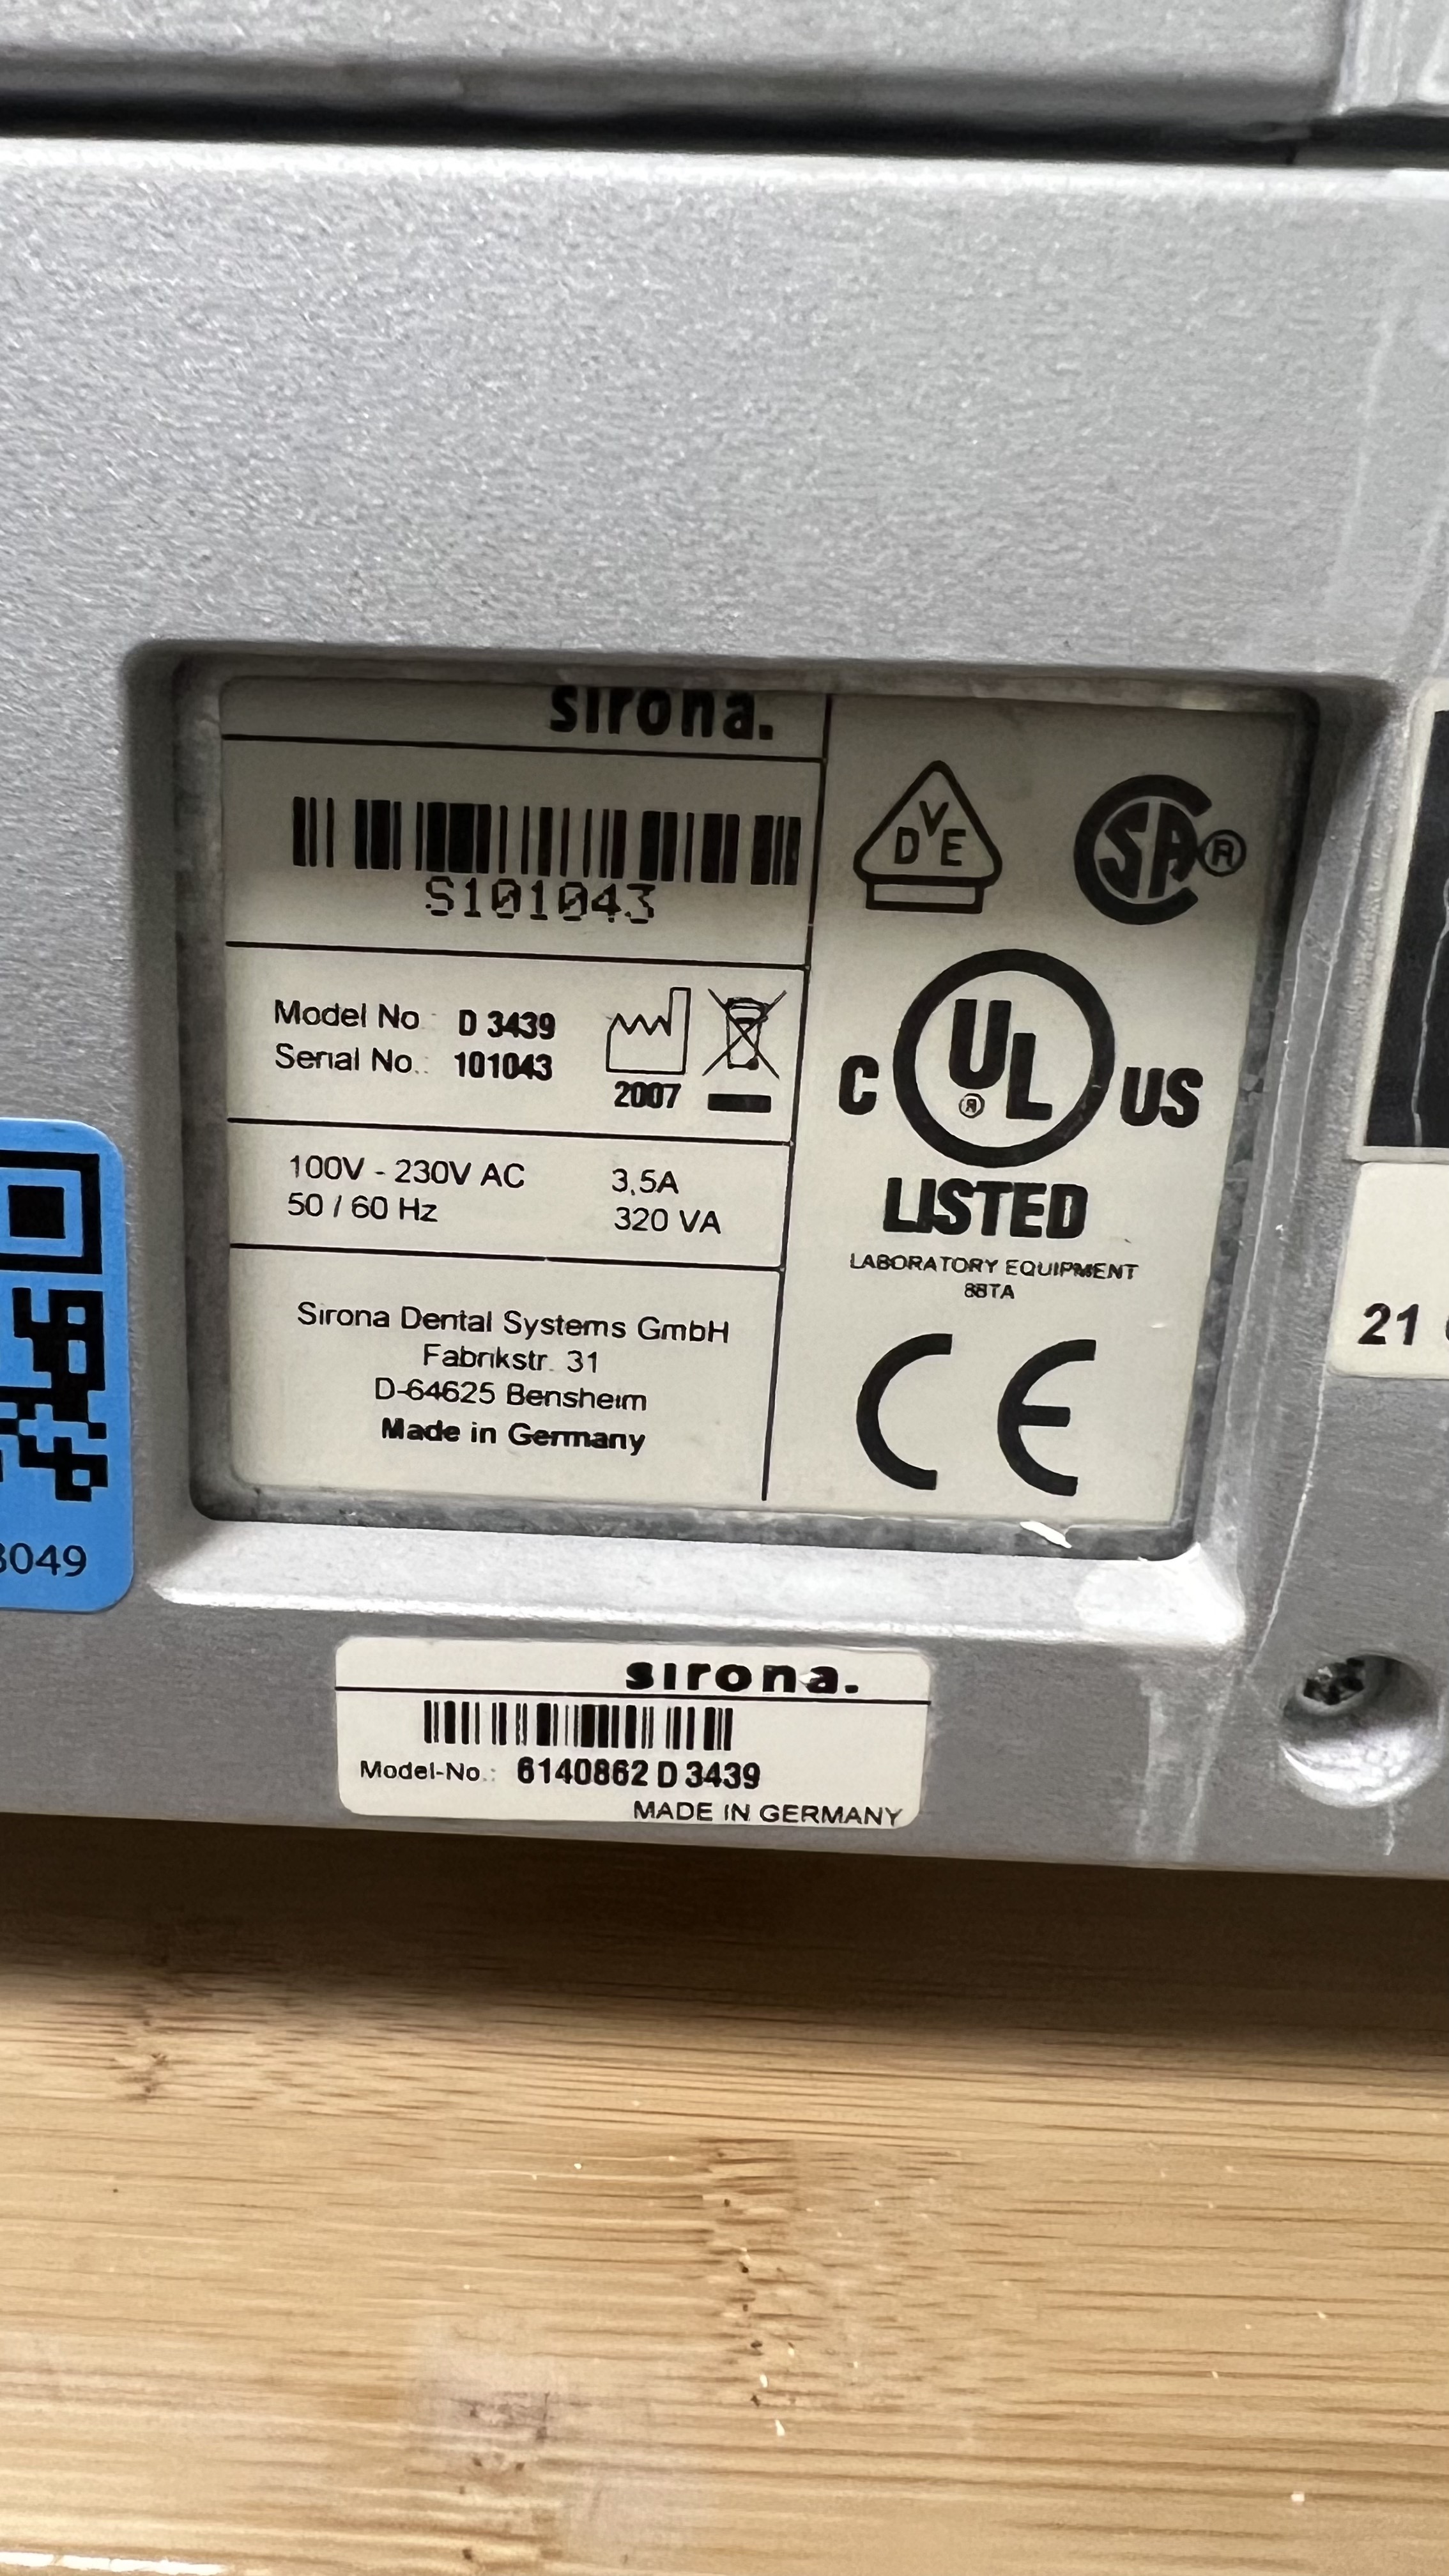 sirona.
S101043
Model No D 3439
Serial No.: 101043
2007
100V - 230V AC 3,5A
50 / 60 Hz 320 VA
Sirona Dental Systems GmbH
Fabrikstr. 31
D-64625 Bensheim
Made in Germany
DVE
CSA®
C UL® US
LISTED
LABORATORY EQUIPMENT
88TA
CE
21
3049
sirona.
Model-No.: 6140862 D 3439
MADE IN GERMANY